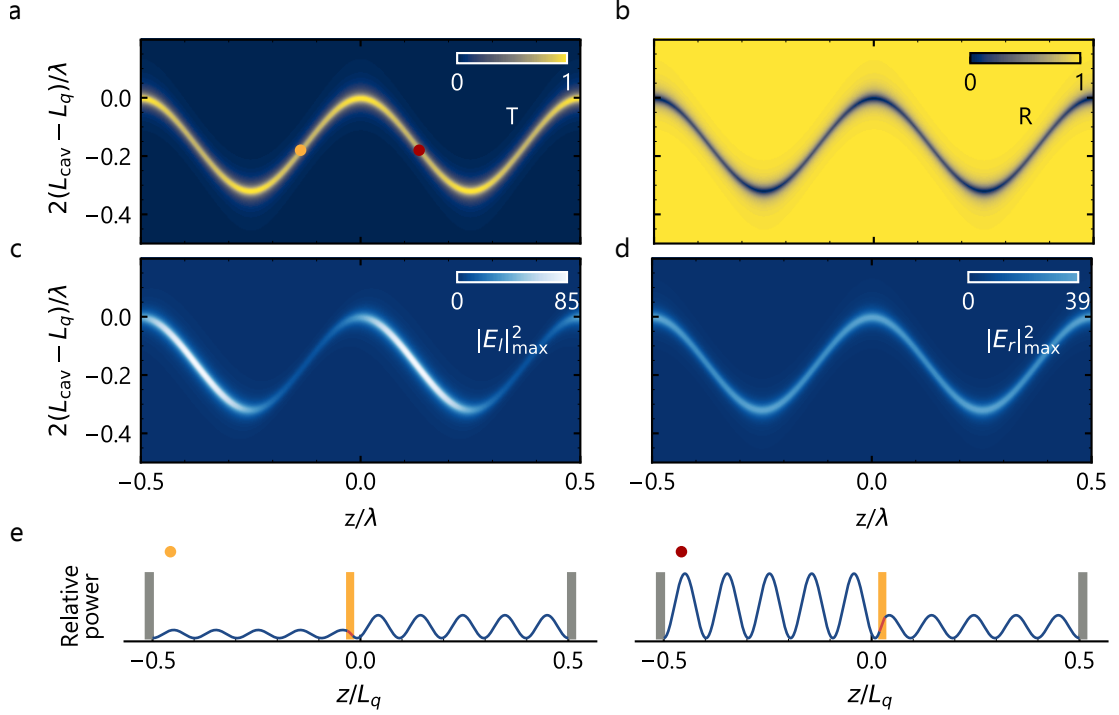 a
b
2(L_cav − L_q)/λ
0.0
−0.2
−0.4
0
1
T
0
1
R
c
d
2(L_cav − L_q)/λ
0.0
−0.2
−0.4
0
85
|E_l|²_max
0
39
|E_r|²_max
−0.5
0.0
0.5
−0.5
0.0
0.5
z/λ
z/λ
e
Relative
power
−0.5
0.0
0.5
−0.5
0.0
0.5
z/L_q
z/L_q